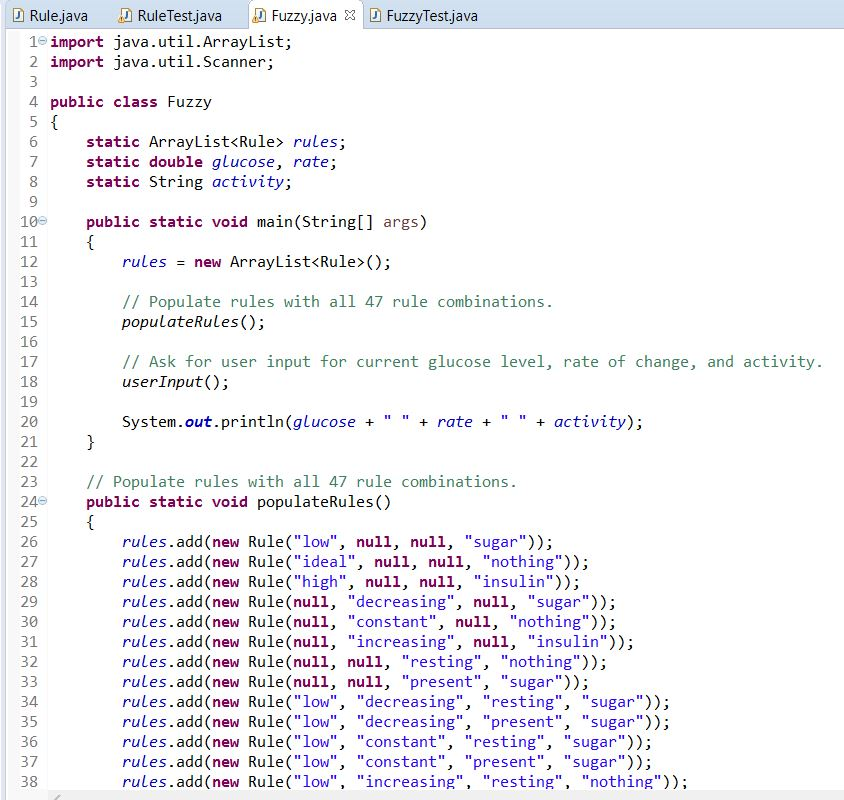 Rule.java RuleTest.java Fuzzy.java FuzzyTest.java
1 import java.util.ArrayList;
2 import java.util.Scanner;
3
4 public class Fuzzy
5 {
6 static ArrayList<Rule> rules;
7 static double glucose, rate;
8 static String activity;
9
10 public static void main(String[] args)
11 {
12 rules = new ArrayList<Rule>();
13
14 // Populate rules with all 47 rule combinations.
15 populateRules();
16
17 // Ask for user input for current glucose level, rate of change, and activity.
18 userInput();
19
20 System.out.println(glucose + " " + rate + " " + activity);
21 }
22
23 // Populate rules with all 47 rule combinations.
24 public static void populateRules()
25 {
26 rules.add(new Rule("low", null, null, "sugar"));
27 rules.add(new Rule("ideal", null, null, "nothing"));
28 rules.add(new Rule("high", null, null, "insulin"));
29 rules.add(new Rule(null, "decreasing", null, "sugar"));
30 rules.add(new Rule(null, "constant", null, "nothing"));
31 rules.add(new Rule(null, "increasing", null, "insulin"));
32 rules.add(new Rule(null, null, "resting", "nothing"));
33 rules.add(new Rule(null, null, "present", "sugar"));
34 rules.add(new Rule("low", "decreasing", "resting", "sugar"));
35 rules.add(new Rule("low", "decreasing", "present", "sugar"));
36 rules.add(new Rule("low", "constant", "resting", "sugar"));
37 rules.add(new Rule("low", "constant", "present", "sugar"));
38 rules.add(new Rule("low", "increasing", "resting", "nothing"));